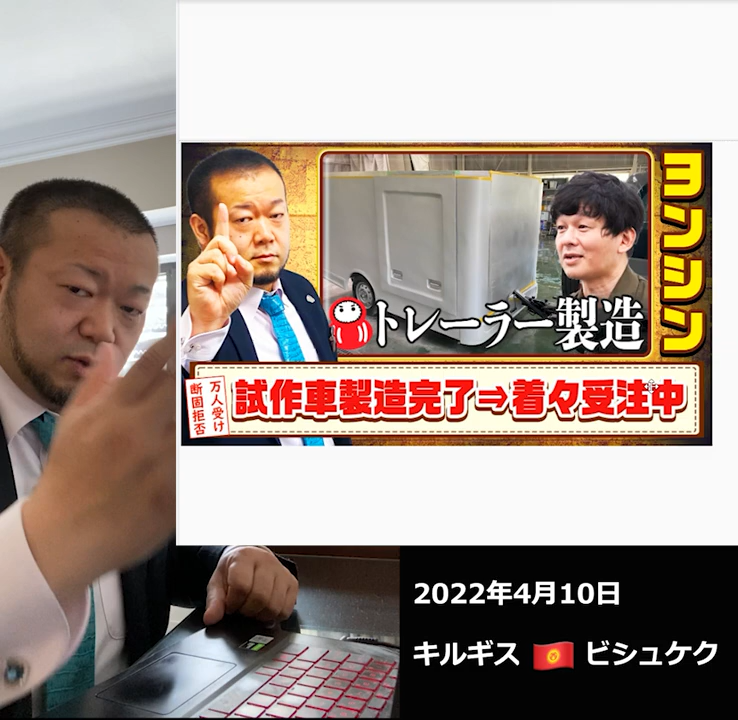 ヨンシン
トレーラー製造
万人受け
断固拒否
試作車製造完了⇒着々受注中
2022年4月10日
キルギス 🇰🇬 ビシュケク